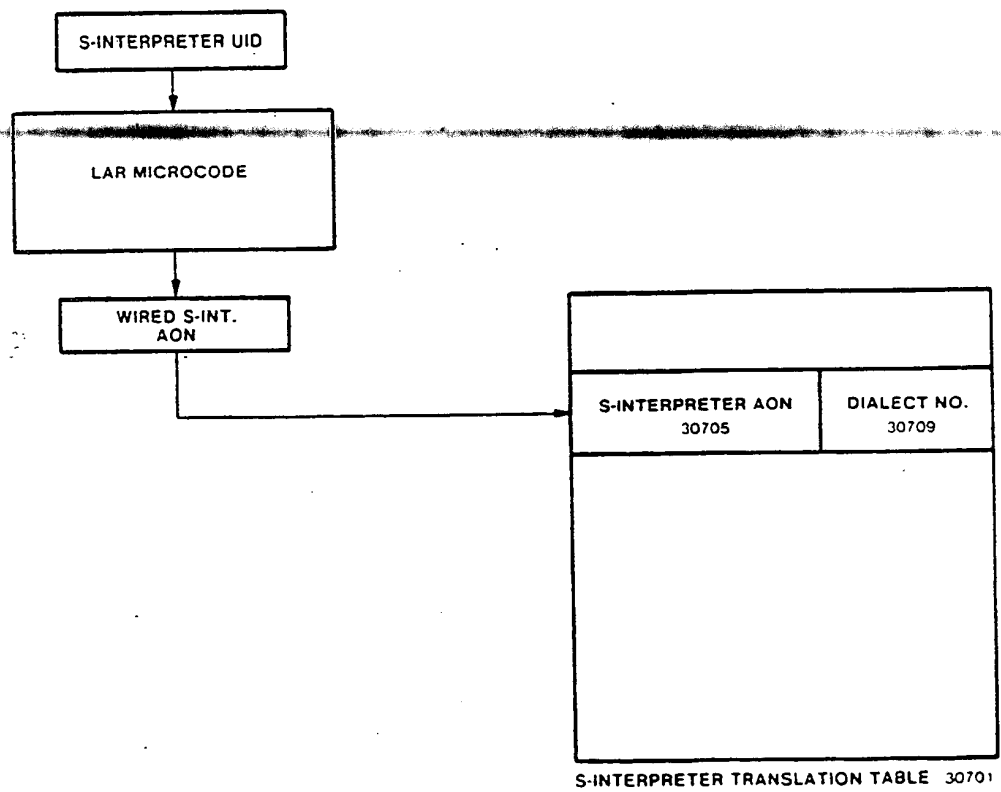 S-INTERPRETER UID
LAR MICROCODE
WIRED S-INT.
AON
S-INTERPRETER AON
30705
DIALECT NO.
30709
S-INTERPRETER TRANSLATION TABLE 30701